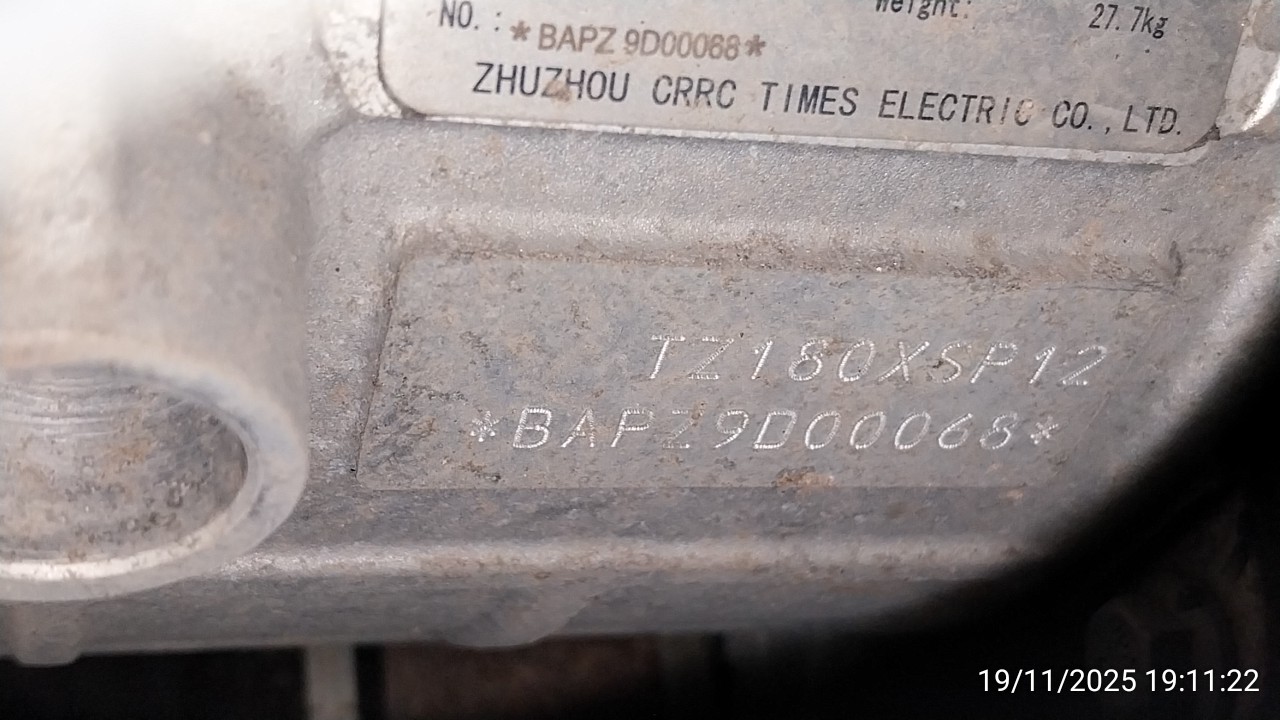 NO.: *BAPZ 9D00068* Weight: 27.7kg
ZHUZHOU CRRC TIMES ELECTRIC CO.,LTD.
TZ180XSP12
*BAPZ9D00068*
19/11/2025 19:11:22